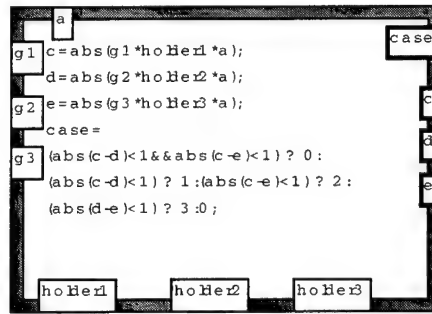 a
case
g1 c=abs(g1*holder1*a);
d=abs(g2*holder2*a);
g2 e=abs(g3*holder3*a);
c
case=
d
g3 (abs(c-d)<1&&abs(c-e)<1)? 0:
(abs(c-d)<1)? 1:(abs(c-e)<1)? 2:
e
(abs(d-e)<1)? 3:0;
holder1 holder2 holder3